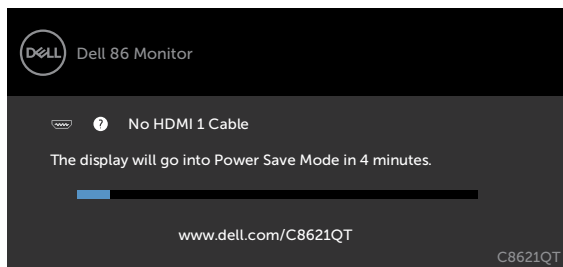 DELL Dell 86 Monitor
? No HDMI 1 Cable
The display will go into Power Save Mode in 4 minutes.
www.dell.com/C8621QT
C8621QT